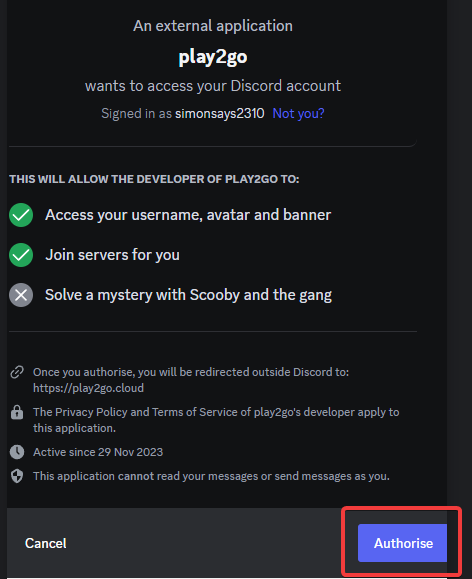 An external application
play2go
wants to access your Discord account
Signed in as simonsays2310 Not you?
THIS WILL ALLOW THE DEVELOPER OF PLAY2GO TO:
Access your username, avatar and banner
Join servers for you
Solve a mystery with Scooby and the gang
Once you authorise, you will be redirected outside Discord to:
https://play2go.cloud
The Privacy Policy and Terms of Service of play2go's developer apply to
this application.
Active since 29 Nov 2023
This application cannot read your messages or send messages as you.
Cancel
Authorise